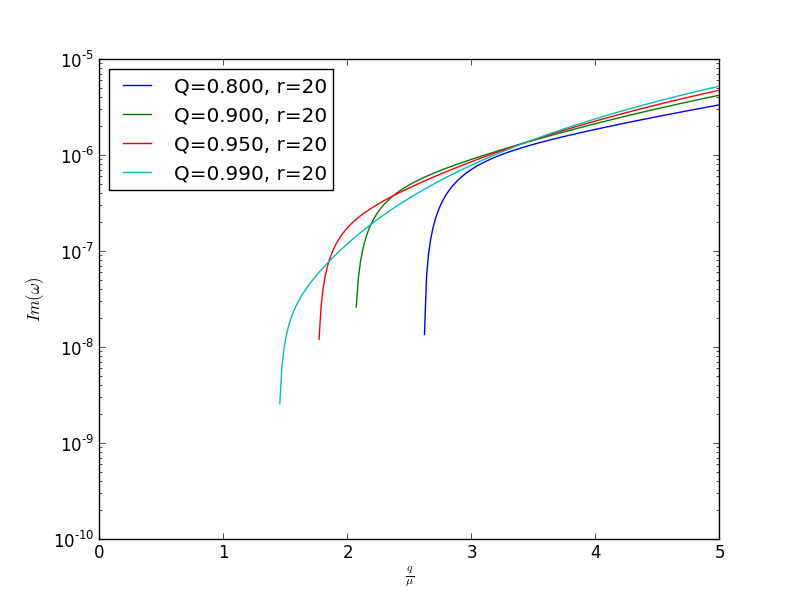 10^-5
10^-6
10^-7
10^-8
10^-9
10^-10
Im(ω)
Q=0.800, r=20
Q=0.900, r=20
Q=0.950, r=20
Q=0.990, r=20
0 1 2 3 4 5
q/μ